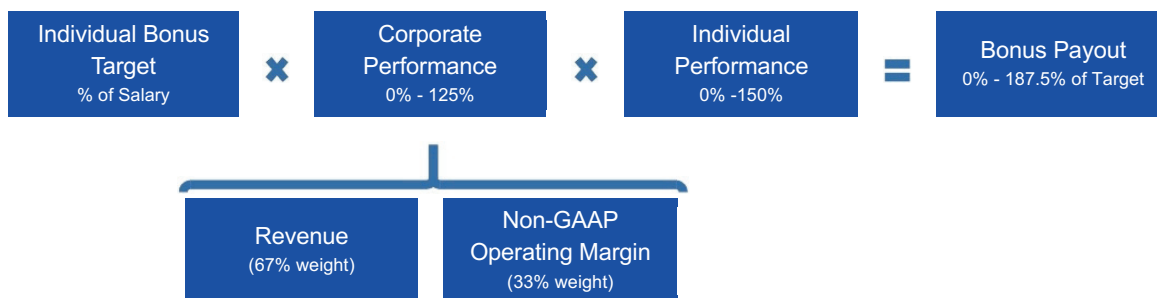 Individual Bonus
Target
% of Salary
×
Corporate
Performance
0% - 125%
×
Individual
Performance
0% -150%
=
Bonus Payout
0% - 187.5% of Target
Revenue
(67% weight)
Non-GAAP
Operating Margin
(33% weight)